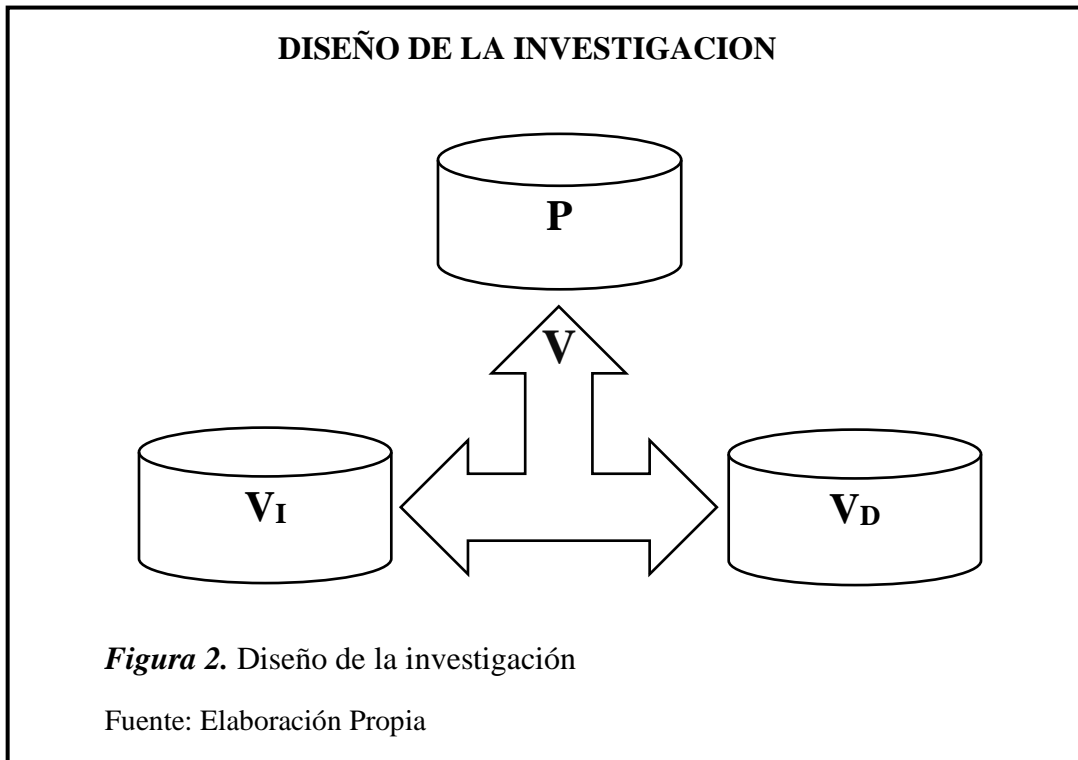 DISEÑO DE LA INVESTIGACION
P
V
VI
VD
Figura 2. Diseño de la investigación
Fuente: Elaboración Propia